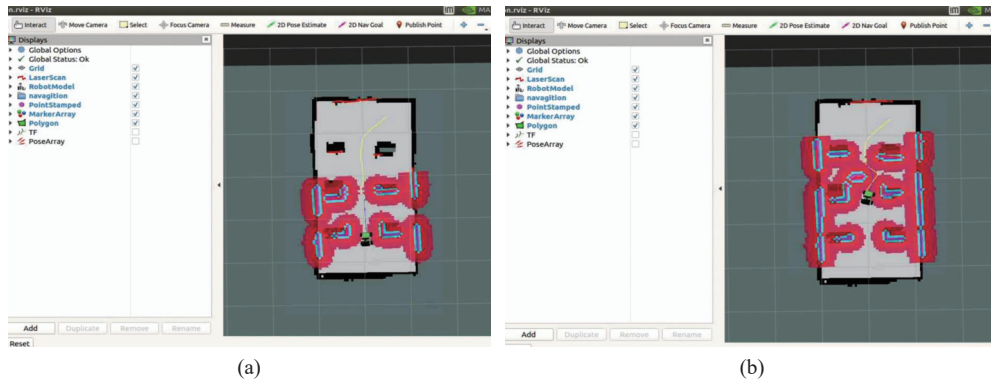 n.rviz - RViz
Interact Move Camera Select Focus Camera Measure 2D Pose Estimate 2D Nav Goal Publish Point
Displays
Global Options
Global Status: Ok
Grid
LaserScan
RobotModel
navagition
PointStamped
MarkerArray
Polygon
TF
PoseArray
Add Duplicate Remove Rename
Reset
(a)
on.rviz - RViz
MA
Interact Move Camera Select Focus Camera Measure 2D Pose Estimate 2D Nav Goal Publish Point
Displays
Global Options
Global Status: Ok
Grid
LaserScan
RobotModel
navagition
PointStamped
MarkerArray
Polygon
TF
PoseArray
Add Duplicate Remove Rename
(b)